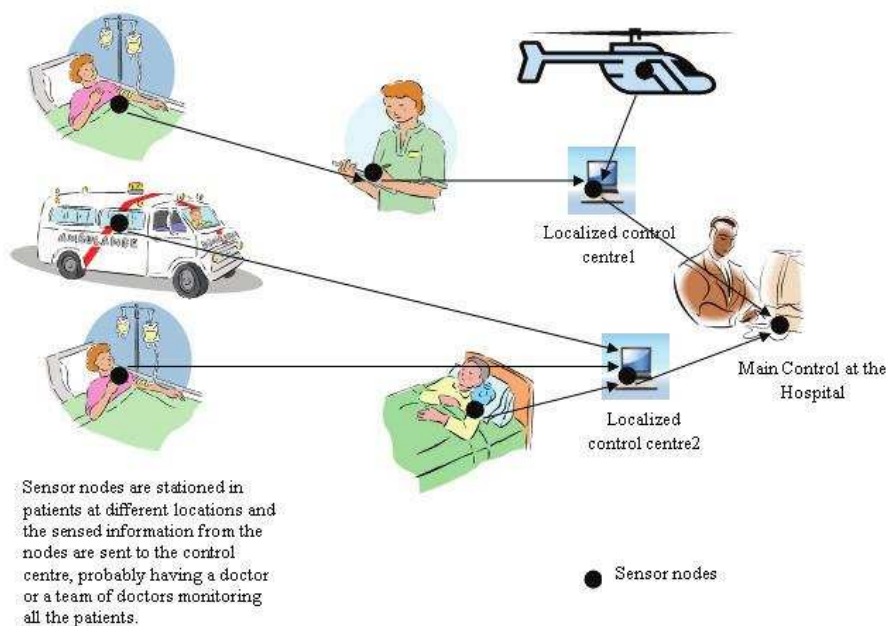 AMBULANCE
Localized control
centre1
Main Control at the
Hospital
Localized
control centre2
Sensor nodes are stationed in
patients at different locations and
the sensed information from the
nodes are sent to the control
centre, probably having a doctor
or a team of doctors monitoring
all the patients.
Sensor nodes